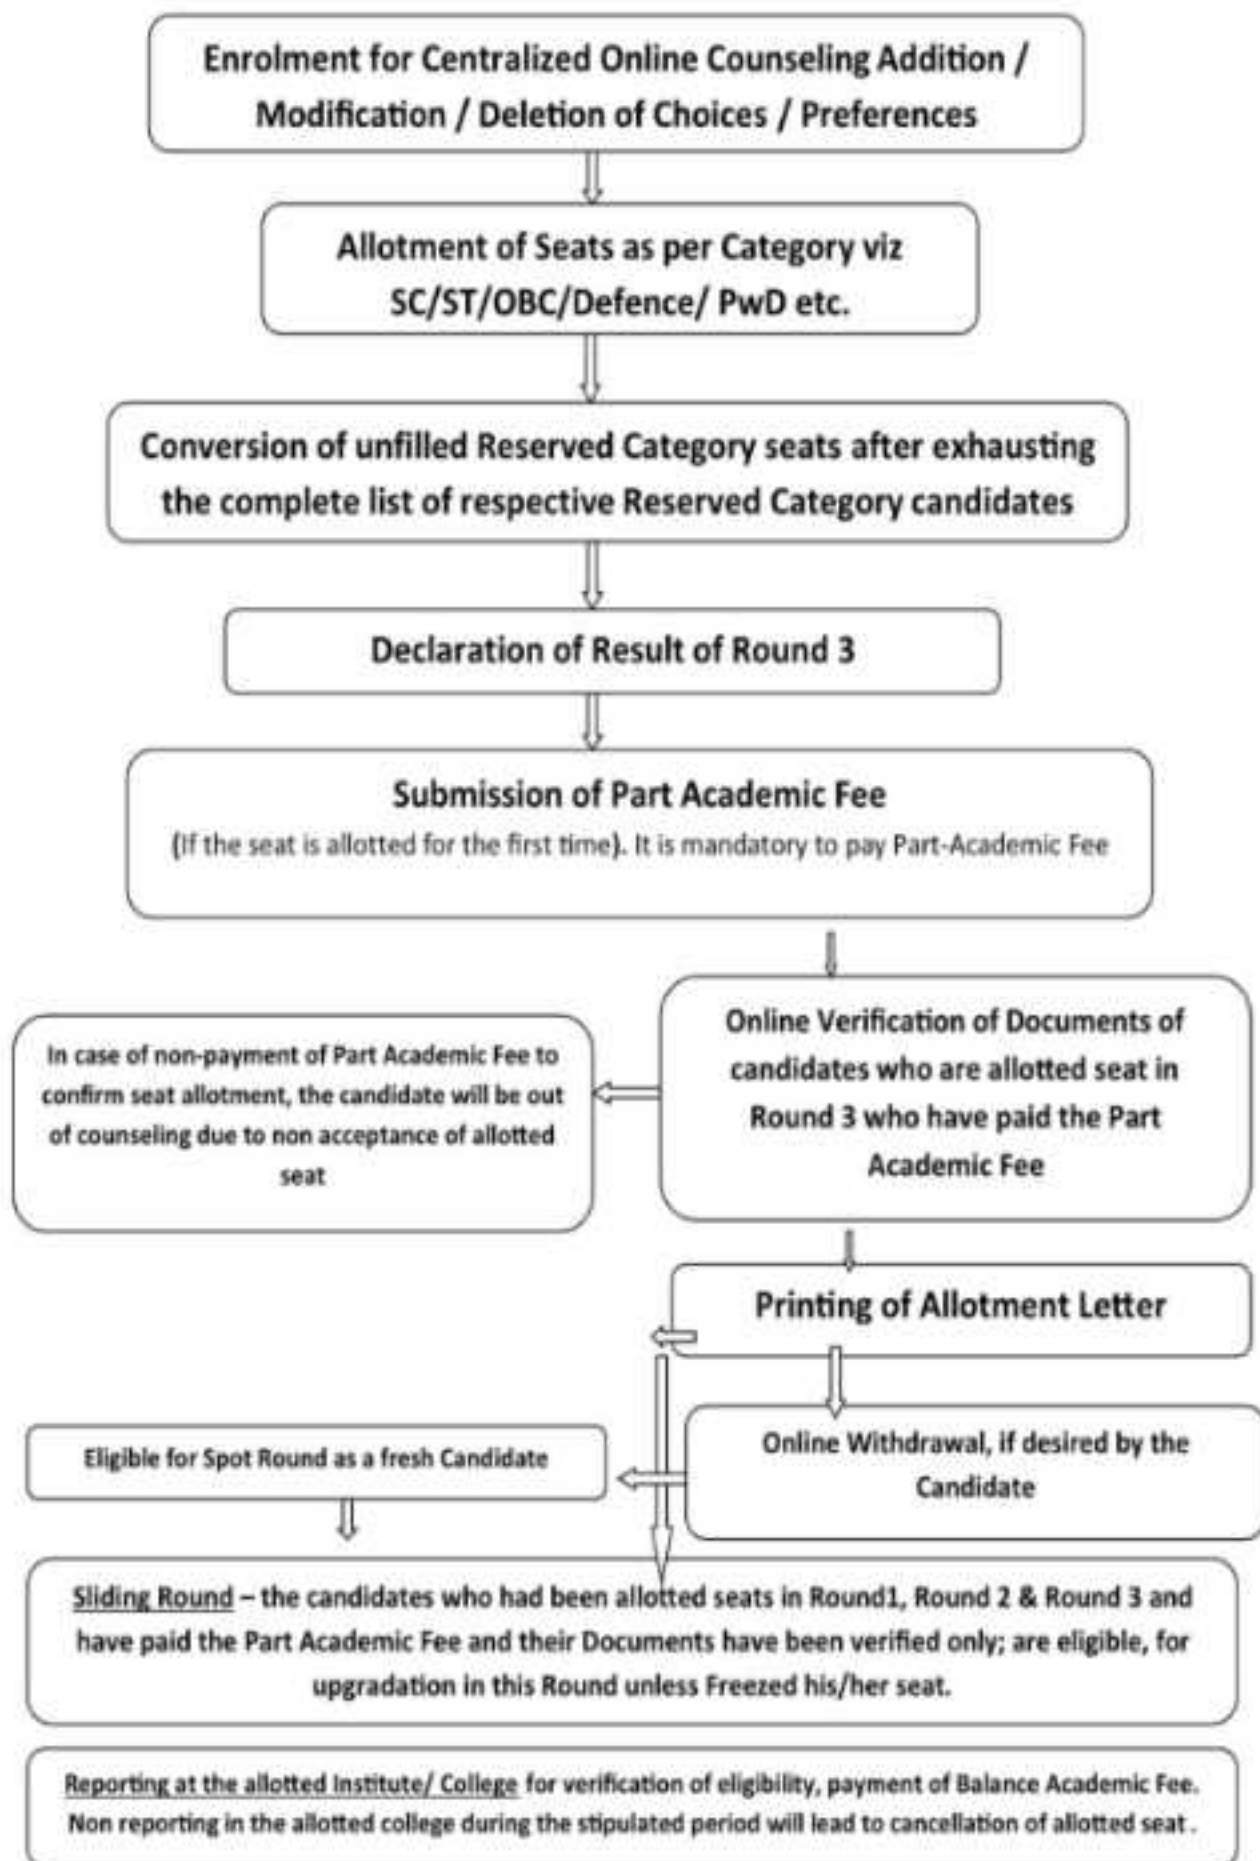 Enrolment for Centralized Online Counseling Addition /
Modification / Deletion of Choices / Preferences
Allotment of Seats as per Category viz
SC/ST/OBC/Defence/ PwD etc.
Conversion of unfilled Reserved Category seats after exhausting
the complete list of respective Reserved Category candidates
Declaration of Result of Round 3
Submission of Part Academic Fee
(If the seat is allotted for the first time). It is mandatory to pay Part-Academic Fee
Online Verification of Documents of
candidates who are allotted seat in
Round 3 who have paid the Part
Academic Fee
In case of non-payment of Part Academic Fee to
confirm seat allotment, the candidate will be out
of counseling due to non acceptance of allotted
seat
Printing of Allotment Letter
Online Withdrawal, if desired by the
Candidate
Eligible for Spot Round as a fresh Candidate
Sliding Round – the candidates who had been allotted seats in Round1, Round 2 & Round 3 and
have paid the Part Academic Fee and their Documents have been verified only; are eligible, for
upgradation in this Round unless Freezed his/her seat.
Reporting at the allotted Institute/ College for verification of eligibility, payment of Balance Academic Fee.
Non reporting in the allotted college during the stipulated period will lead to cancellation of allotted seat .